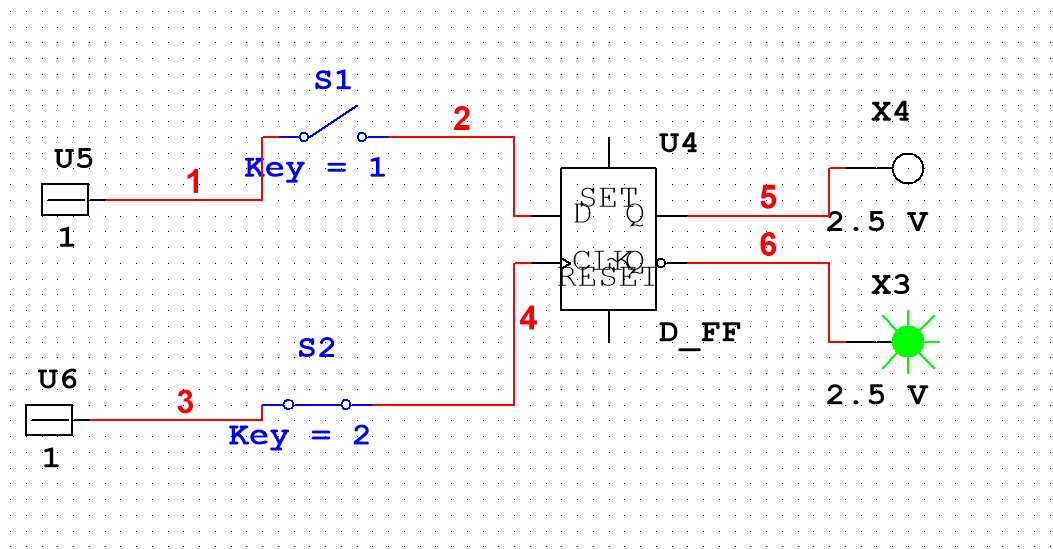 S1
X4
2
U4
U5
Key = 1
1
SET
5
D Q
2.5 V
1
6
CLK ~Q
RESET
X3
4
D_FF
S2
U6
2.5 V
3
Key = 2
1